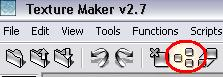 Texture Maker v2.7
File Edit View Tools Functions Scripts